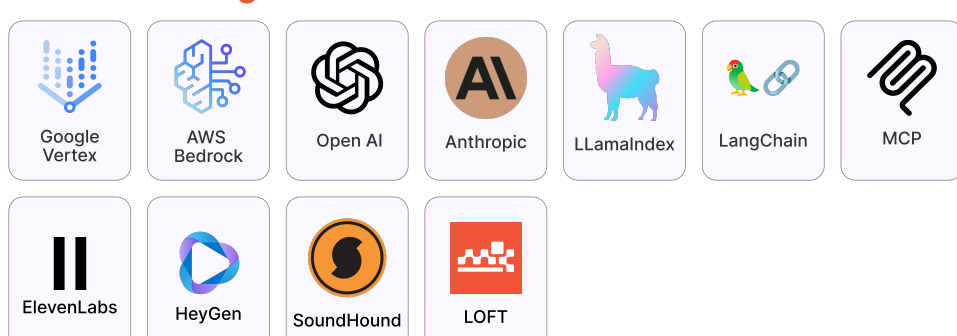 Google
Vertex
AWS
Bedrock
Open AI
Anthropic
LLamaIndex
LangChain
MCP
ElevenLabs
HeyGen
SoundHound
LOFT